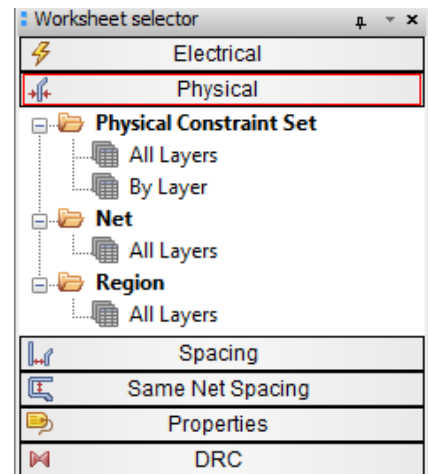 Worksheet selector
Electrical
Physical
Physical Constraint Set
All Layers
By Layer
Net
All Layers
Region
All Layers
Spacing
Same Net Spacing
Properties
DRC